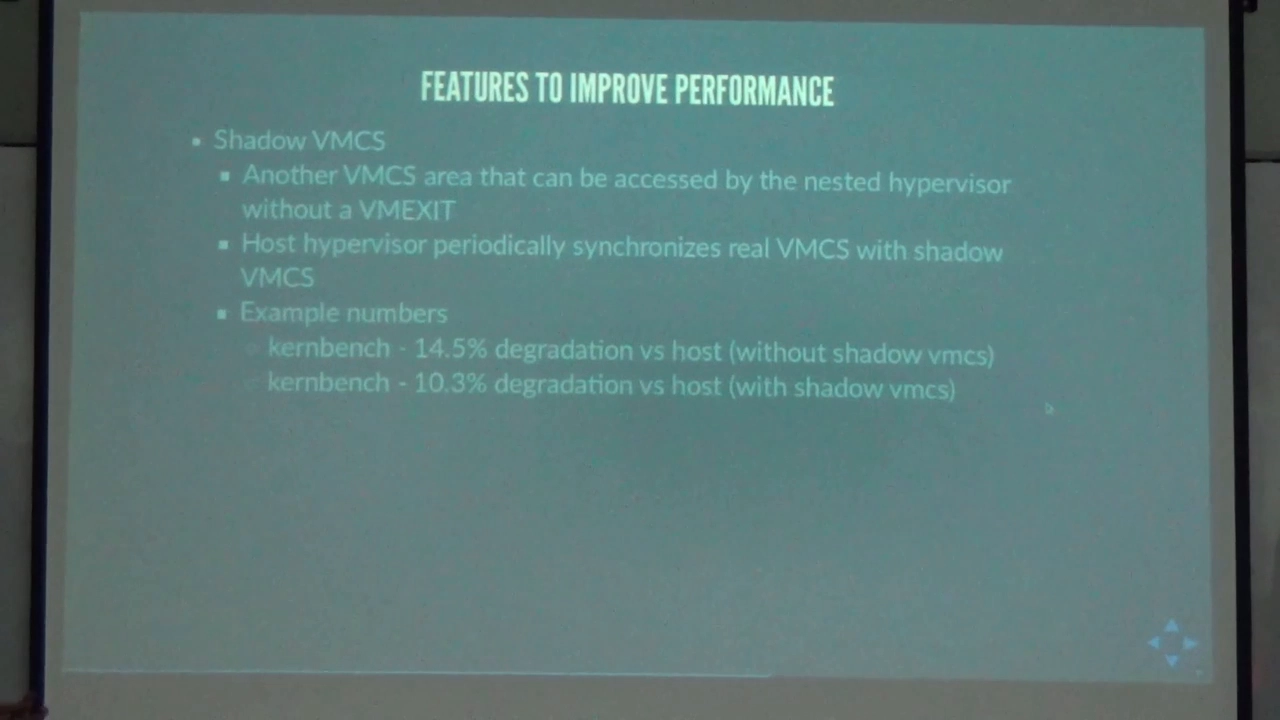 FEATURES TO IMPROVE PERFORMANCE
Shadow VMCS
Another VMCS area that can be accessed by the nested hypervisor
without a VMEXIT
Host hypervisor periodically synchronizes real VMCS with shadow
VMCS
Example numbers
kernbench - 14.5% degradation vs host (without shadow vmcs)
kernbench - 10.3% degradation vs host (with shadow vmcs)